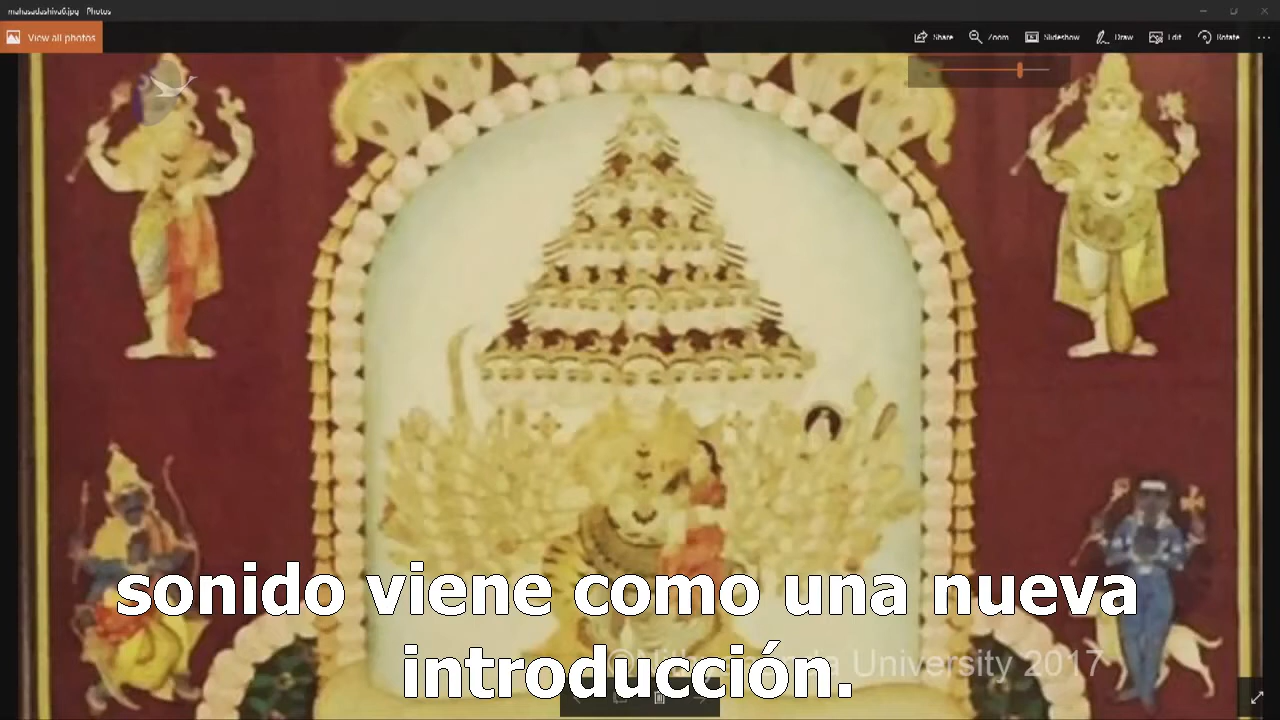 mahasadashiva6.jpg - Photos
View all photos
Share Zoom Slideshow Draw Edit Rotate
sonido viene como una nueva
introducción.
University 2017